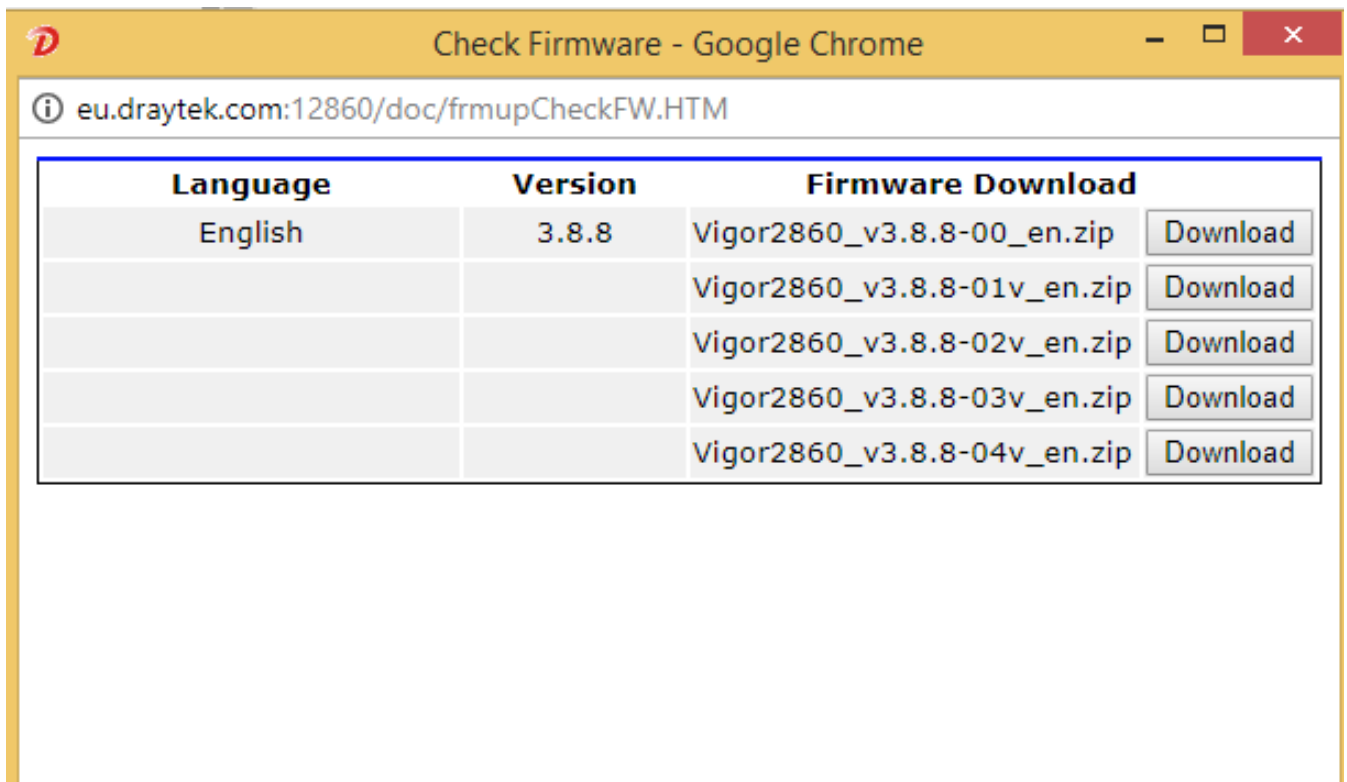 Check Firmware - Google Chrome
eu.draytek.com:12860/doc/frmupCheckFW.HTM
Language Version Firmware Download
English 3.8.8 Vigor2860_v3.8.8-00_en.zip Download
Vigor2860_v3.8.8-01v_en.zip Download
Vigor2860_v3.8.8-02v_en.zip Download
Vigor2860_v3.8.8-03v_en.zip Download
Vigor2860_v3.8.8-04v_en.zip Download